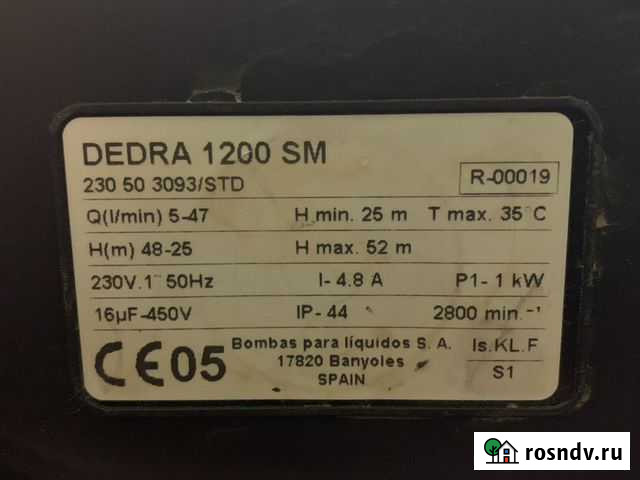 DEDRA 1200 SM
230 50 3093/STD
R-00019
Q(l/min) 5-47 H min. 25 m T max. 35°C
H(m) 48-25 H max. 52 m
230V.1~50Hz I- 4.8 A P1- 1 kW
16µF-450V IP- 44 2800 min.-¹
CE05 Bombas para líquidos S. A. Is.KL.F
17820 Banyoles
SPAIN S1
rosndv.ru